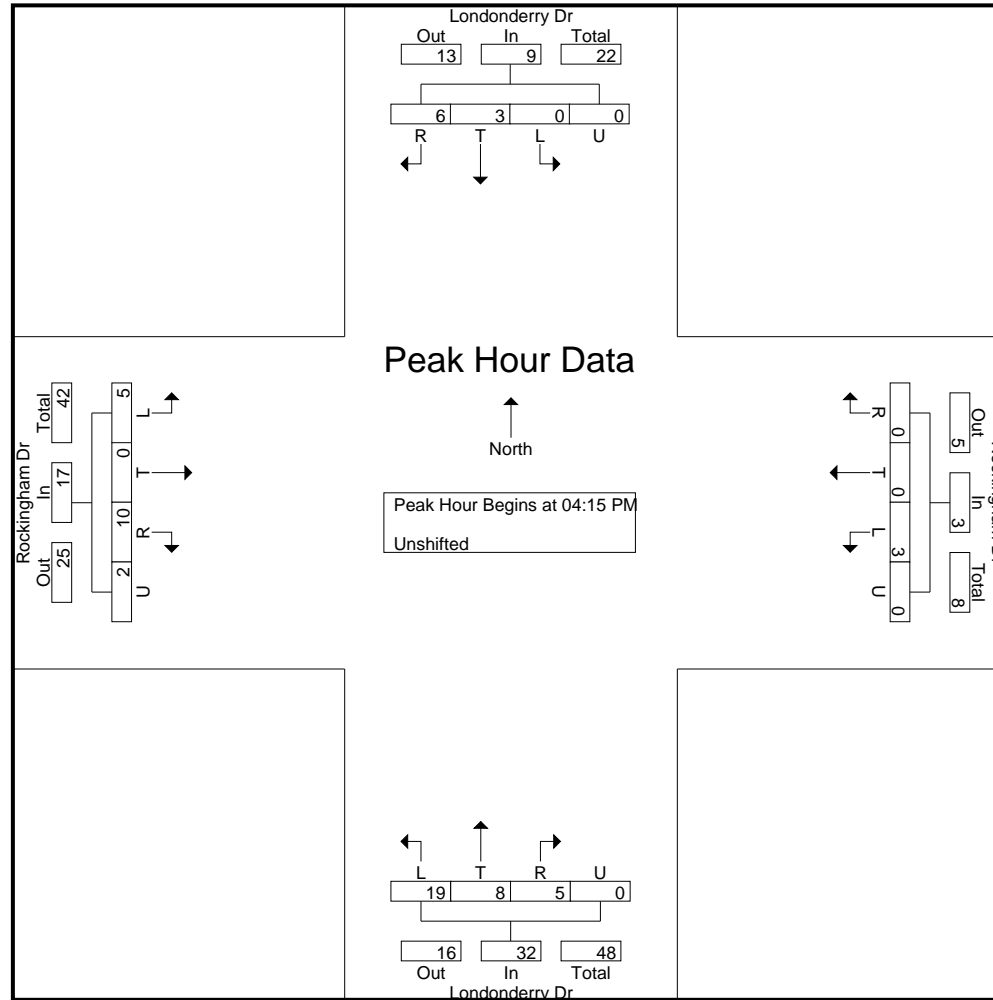 Londonderry Dr
Out In Total
13 9 22
6 3 0 0
R T L U
Peak Hour Data
North
Peak Hour Begins at 04:15 PM
Unshifted
Rockingham Dr
Total In Out
42 17 25
5 0 10 2
L T R U
R T L U
0 0 3 0
5 3 8
Out In Total
L T R U
19 8 5 0
16 32 48
Out In Total
Londonderry Dr